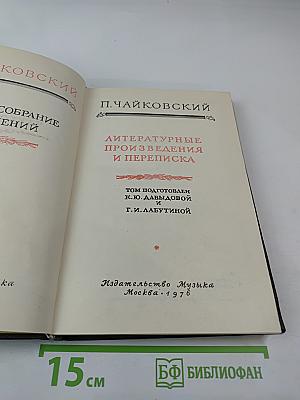 КОВСКИЙ
СОБРАНИЕ
ЕНИЙ
ка
П. ЧАЙКОВСКИЙ
ЛИТЕРАТУРНЫЕ
ПРОИЗВЕДЕНИЯ
И ПЕРЕПИСКА
ТОМ ПОДГОТОВЛЕН
К. Ю. ДАВЫДОВОЙ
И
Г. И. ЛАБУТИНОЙ
Издательство Музыка
Москва · 1976
15 см
БФ БИБЛИОФАН